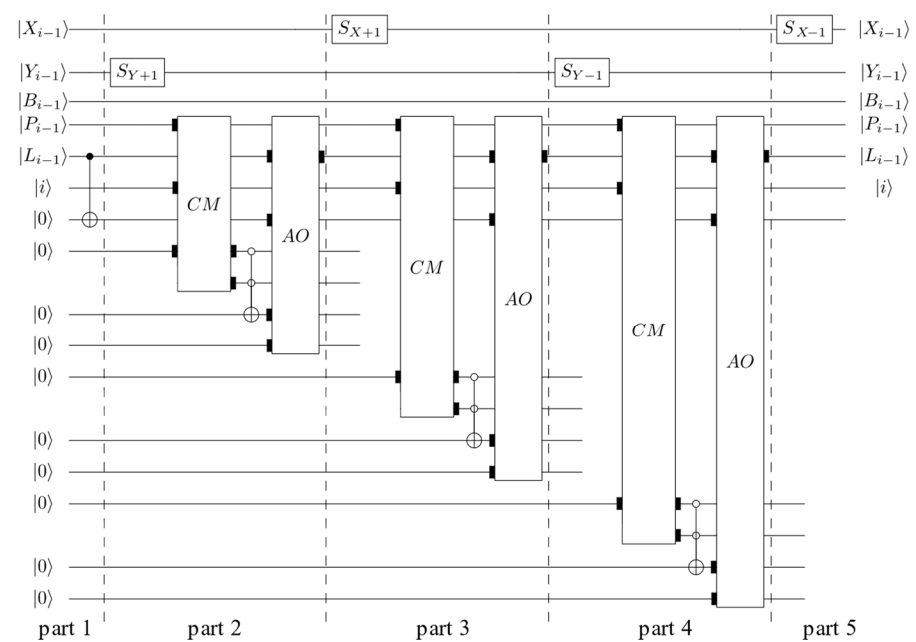 |X_{i−1}⟩ S_{X+1} S_{X−1} |X_{i−1}⟩
|Y_{i−1}⟩ S_{Y+1} S_{Y−1} |Y_{i−1}⟩
|B_{i−1}⟩ |B_{i−1}⟩
|P_{i−1}⟩ |P_{i−1}⟩
|L_{i−1}⟩ |L_{i−1}⟩
|i⟩ |i⟩
CM
|0⟩
AO
|0⟩
CM
AO
|0⟩
CM
|0⟩
AO
|0⟩
|0⟩
|0⟩
|0⟩
|0⟩
|0⟩
part 1 part 2 part 3 part 4 part 5